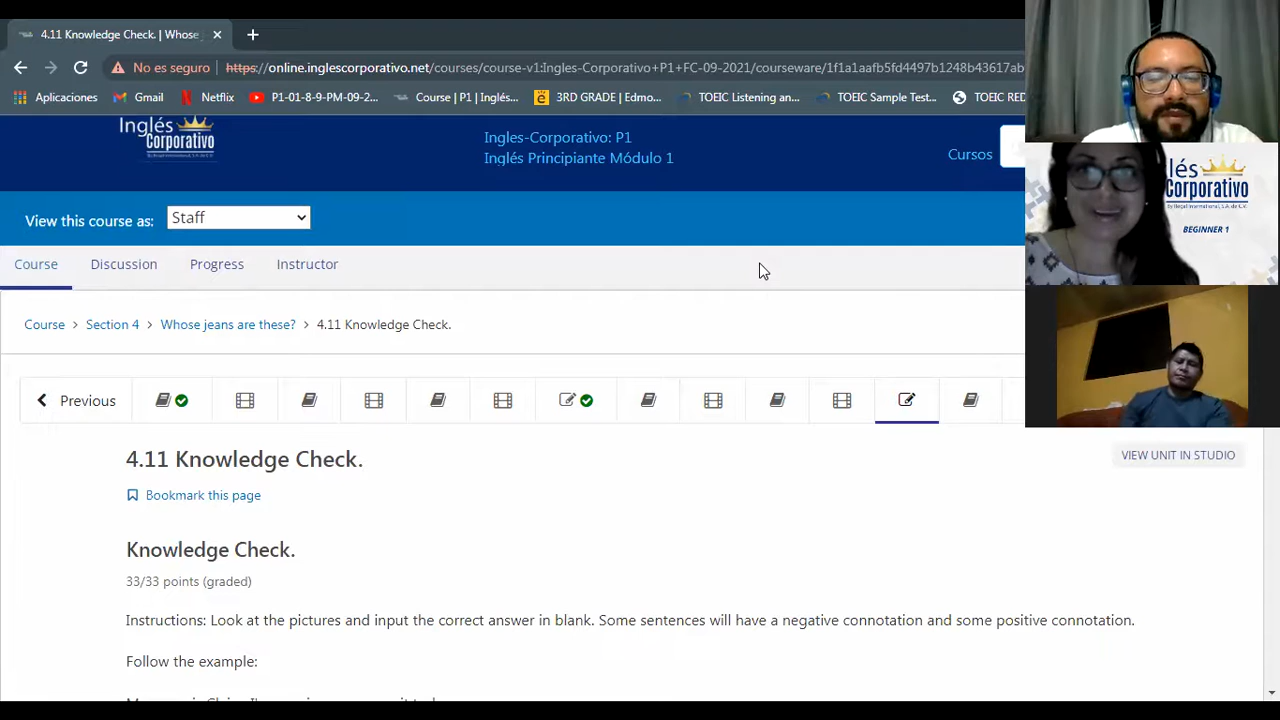 4.11 Knowledge Check. | Whose
No es seguro
https://online.inglescorporativo.net/courses/course-v1:Ingles-Corporativo+P1+FC-09-2021/courseware/1f1a1aafb5fd4497b1248b43617ab
Aplicaciones
Gmail
Netflix
P1-01-8-9-PM-09-2...
Course | P1 | Inglés...
3RD GRADE | Edmo...
TOEIC Listening an...
TOEIC Sample Test...
TOEIC RED
Inglés
Corporativo
Ingles-Corporativo: P1
Inglés Principiante Módulo 1
Cursos
lés
Corporativo
By Ilegal International, S.A. de C.V.
BEGINNER 1
View this course as:
Staff
Course
Discussion
Progress
Instructor
Course > Section 4 > Whose jeans are these? > 4.11 Knowledge Check.
Previous
4.11 Knowledge Check.
VIEW UNIT IN STUDIO
Bookmark this page
Knowledge Check.
33/33 points (graded)
Instructions: Look at the pictures and input the correct answer in blank. Some sentences will have a negative connotation and some positive connotation.
Follow the example: